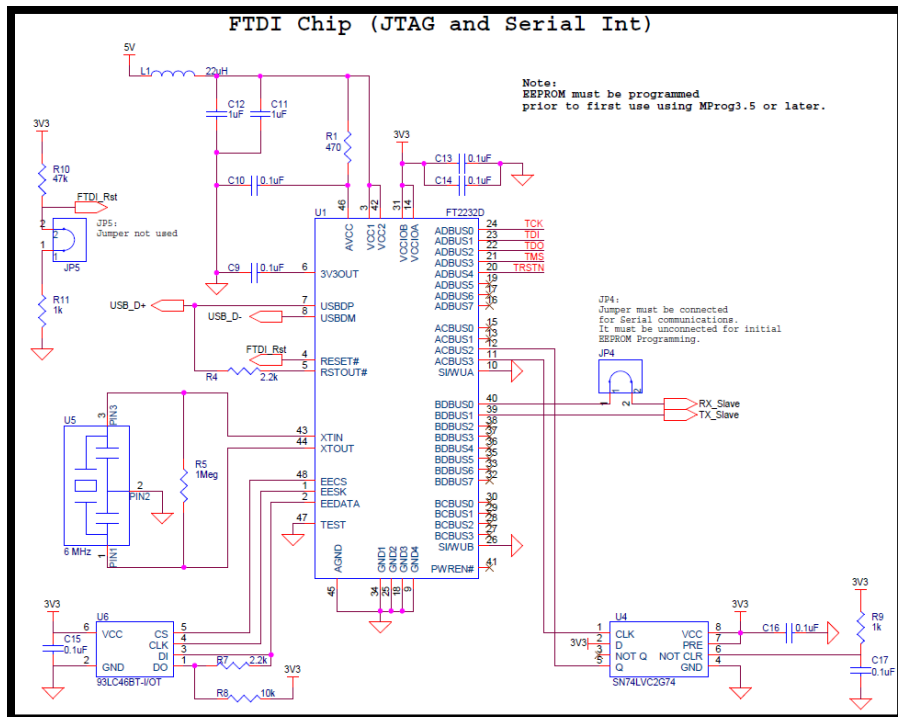 FTDI Chip (JTAG and Serial Int)
5V
L1
22uH
Note:
EEPROM must be programmed
prior to first use using MProg3.5 or later.
C12
1uF
C11
1uF
3V3
R10
47k
FTDI_Rst
2
2
1
1
JP5
JP5:
Jumper not used
R11
1k
R1
470
3V3
C13
0.1uF
C14
0.1uF
C10
0.1uF
C9
0.1uF
U1
FT2232D
46
3
42
31
14
AVCC
VCC1
VCC2
VCCIOB
VCCIOA
6
3V3OUT
7
USBDP
8
USBDM
4
RESET#
5
RSTOUT#
43
XTIN
44
XTOUT
48
EECS
1
EESK
2
EEDATA
47
TEST
AGND
GND1
GND2
GND3
GND4
45
34
25
18
9
ADBUS0
24
TCK
ADBUS1
23
TDI
ADBUS2
22
TDO
ADBUS3
21
TMS
ADBUS4
20
TRSTN
ADBUS5
19
ADBUS6
17
ADBUS7
16
ACBUS0
15
ACBUS1
13
ACBUS2
12
ACBUS3
11
SI/WUA
10
BDBUS0
40
BDBUS1
39
BDBUS2
38
BDBUS3
37
BDBUS4
36
BDBUS5
35
BDBUS6
33
BDBUS7
32
BCBUS0
30
BCBUS1
29
BCBUS2
28
BCBUS3
27
SI/WUB
26
PWREN#
41
USB_D+
USB_D-
FTDI_Rst
R4
2.2k
JP4:
Jumper must be connected
for Serial communications.
It must be unconnected for initial
EEPROM Programming.
JP4
1
2
1
2
RX_Slave
TX_Slave
U5
3
PIN3
2
PIN2
1
PIN1
6 MHz
R5
1Meg
3V3
C15
0.1uF
U6
6
VCC
2
GND
CS
5
CLK
4
DI
3
DO
1
93LC46BT-I/OT
R7
2.2k
R8
10k
3V3
U4
1
CLK
3V3
2
D
3
NOT Q
5
Q
VCC
8
PRE
7
NOT CLR
6
GND
4
SN74LVC2G74
3V3
C16
0.1uF
3V3
R9
1k
C17
0.1uF